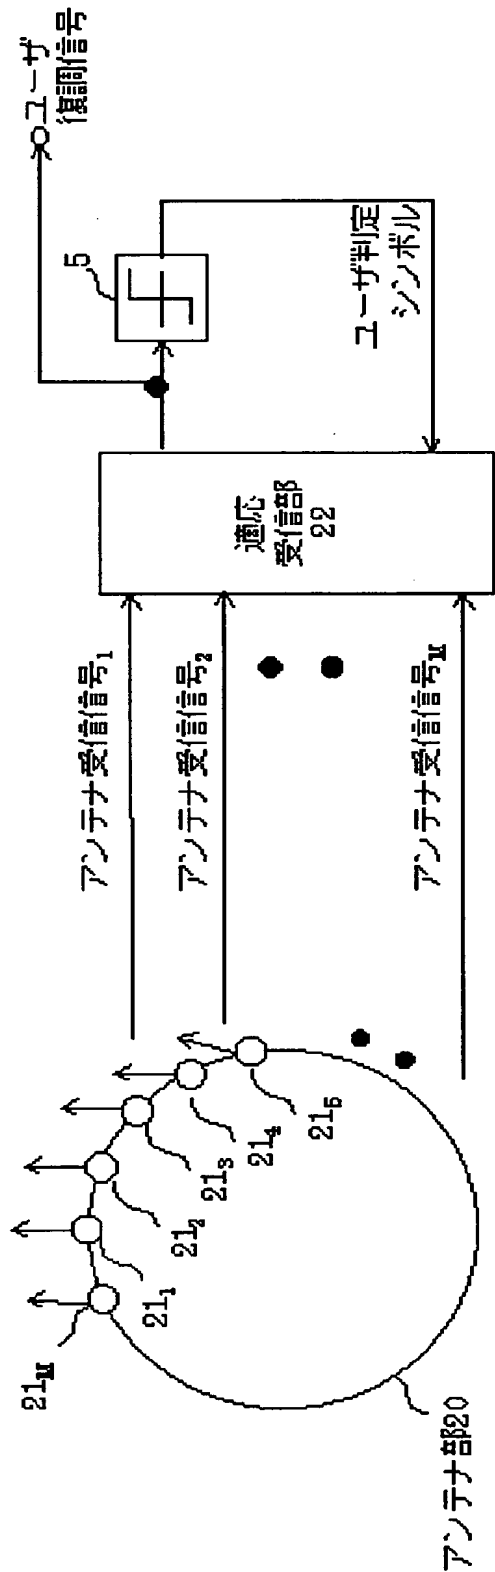 アンテナ部20
21M
21₁
21₂
21₃
21₄
21₅
アンテナ受信信号₁
アンテナ受信信号₂
アンテナ受信信号M
適応
受信部
22
5
ユーザ
復調信号
ユーザ判定
シンボル